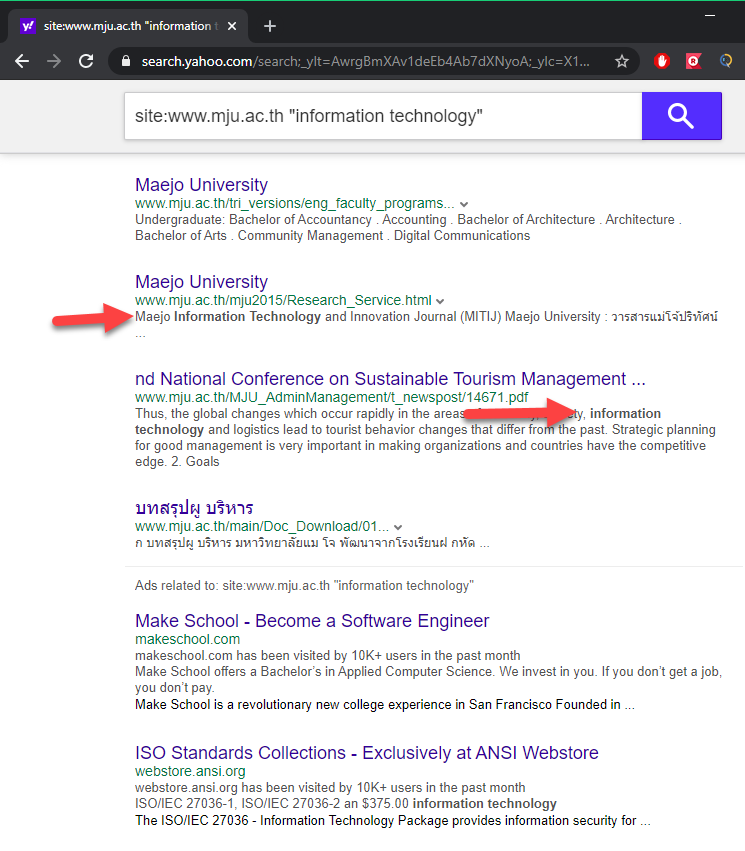 site:www.mju.ac.th "information t
search.yahoo.com/search;_ylt=AwrgBmXAv1deEb4Ab7dXNyoA;_ylc=X1...
site:www.mju.ac.th "information technology"
Maejo University
www.mju.ac.th/tri_versions/eng_faculty_programs...
Undergraduate: Bachelor of Accountancy . Accounting . Bachelor of Architecture . Architecture .
Bachelor of Arts . Community Management . Digital Communications
Maejo University
www.mju.ac.th/mju2015/Research_Service.html
Maejo Information Technology and Innovation Journal (MITIJ) Maejo University : วารสารแม่โจ้ปริทัศน์
...
nd National Conference on Sustainable Tourism Management ...
www.mju.ac.th/MJU_AdminManagement/t_newspost/14671.pdf
Thus, the global changes which occur rapidly in the areas information
technology and logistics lead to tourist behavior changes that differ from the past. Strategic planning
for good management is very important in making organizations and countries have the competitive
edge. 2. Goals
บทสรุปผู บริหาร
www.mju.ac.th/main/Doc_Download/01...
ก บทสรุปผู บริหาร มหาวิทยาลัยแม โจ พัฒนาจากโรงเรียนฝ กหัด ...
Ads related to: site:www.mju.ac.th "information technology"
Make School - Become a Software Engineer
makeschool.com
makeschool.com has been visited by 10K+ users in the past month
Make School offers a Bachelor’s in Applied Computer Science. We invest in you. If you don’t get a job,
you don’t pay.
Make School is a revolutionary new college experience in San Francisco Founded in ...
ISO Standards Collections - Exclusively at ANSI Webstore
webstore.ansi.org
webstore.ansi.org has been visited by 10K+ users in the past month
ISO/IEC 27036-1, ISO/IEC 27036-2 an $375.00 information technology
The ISO/IEC 27036 - Information Technology Package provides information security for ...